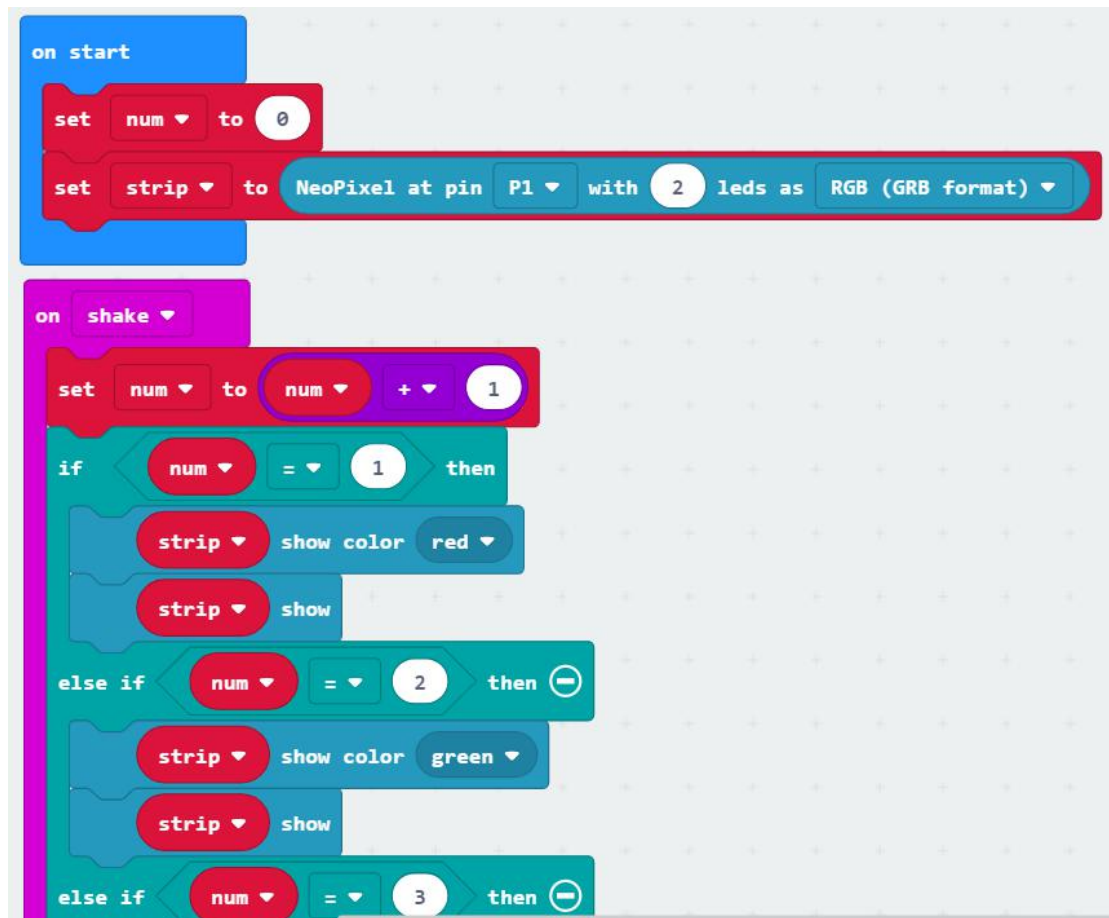 on start
set num to 0
set strip to NeoPixel at pin P1 with 2 leds as RGB (GRB format)
on shake
set num to num + 1
if num = 1 then
strip show color red
strip show
else if num = 2 then
strip show color green
strip show
else if num = 3 then